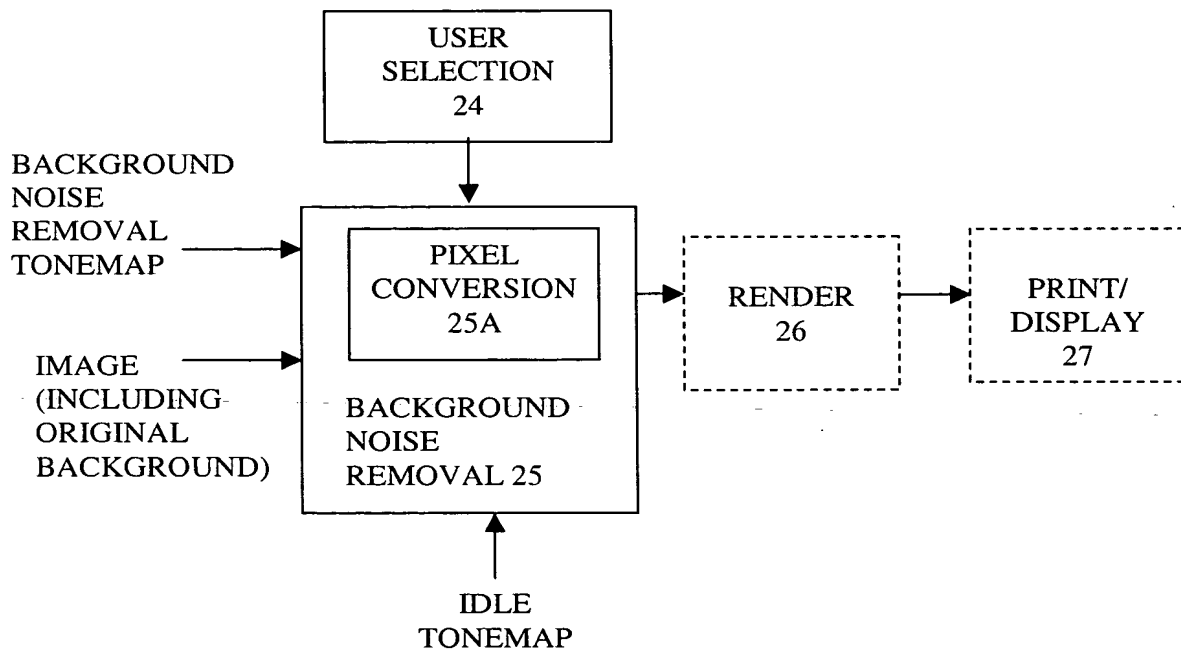 USER
SELECTION
24
BACKGROUND
NOISE
REMOVAL
TONEMAP
PIXEL
CONVERSION
25A
RENDER
26
PRINT/
DISPLAY
27
IMAGE
(INCLUDING
ORIGINAL
BACKGROUND)
BACKGROUND
NOISE
REMOVAL 25
IDLE
TONEMAP